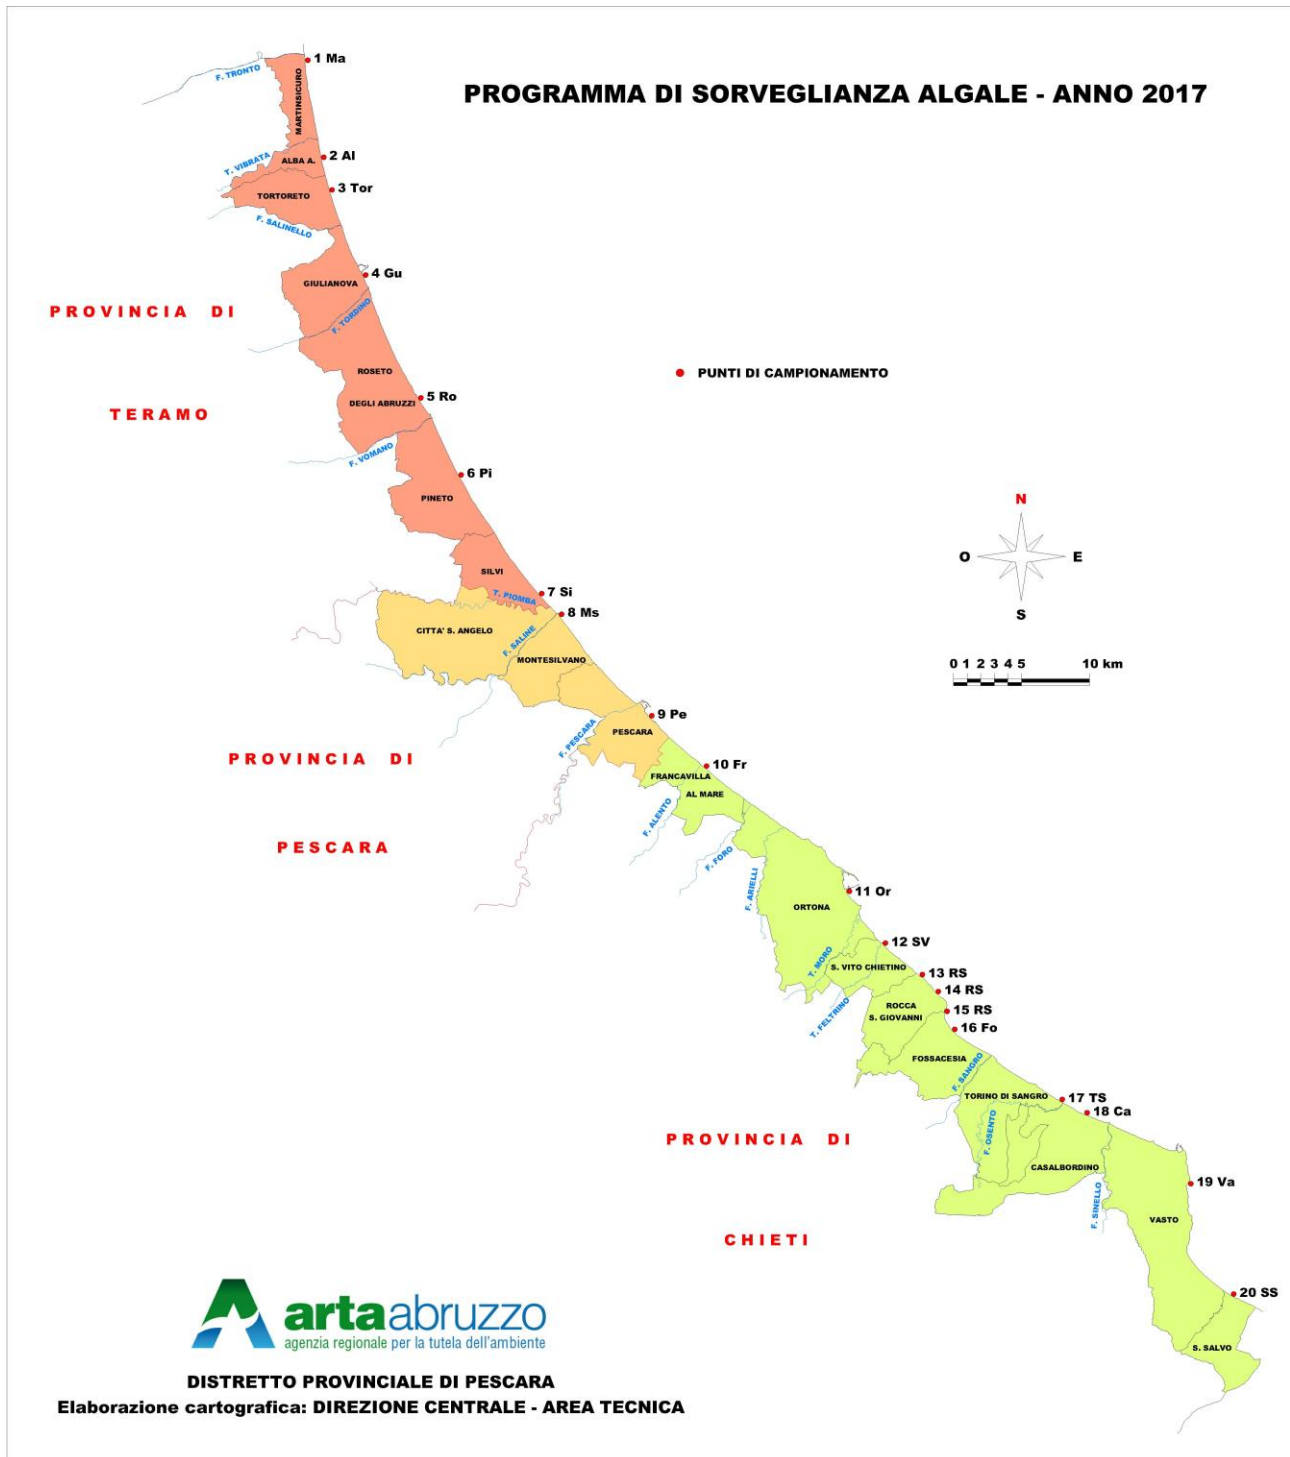 PROGRAMMA DI SORVEGLIANZA ALGALE - ANNO 2017
1 Ma
F. TRONTO
MARTINSICURO
T. VIBRATA
ALBA A.
2 Al
TORTORETO
3 Tor
F. SALINELLO
4 Gu
GIULIANOVA
PROVINCIA DI
F. TORDINO
ROSETO
PUNTI DI CAMPIONAMENTO
DEGLI ABRUZZI
5 Ro
TERAMO
F. VOMANO
6 Pi
PINETO
N
O
E
S
SILVI
7 Si
T. PIOMBA
8 Ms
CITTA' S. ANGELO
F. SALINE
MONTESILVANO
0 1 2 3 4 5 10 km
9 Pe
F. PESCARA
PESCARA
PROVINCIA DI
10 Fr
FRANCAVILLA
AL MARE
F. ALENTO
PESCARA
F. FORO
F. ARIELLI
11 Or
ORTONA
12 SV
T. MORO
S. VITO CHIETINO
13 RS
14 RS
ROCCA
S. GIOVANNI
15 RS
T. FELTRINO
16 Fo
FOSSACESIA
F. SANGRO
TORINO DI SANGRO
17 TS
18 Ca
F. OSENTO
PROVINCIA DI
CASALBORDINO
19 Va
F. SINELLO
VASTO
CHIETI
20 SS
S. SALVO
artaabruzzo
agenzia regionale per la tutela dell'ambiente
DISTRETTO PROVINCIALE DI PESCARA
Elaborazione cartografica: DIREZIONE CENTRALE - AREA TECNICA